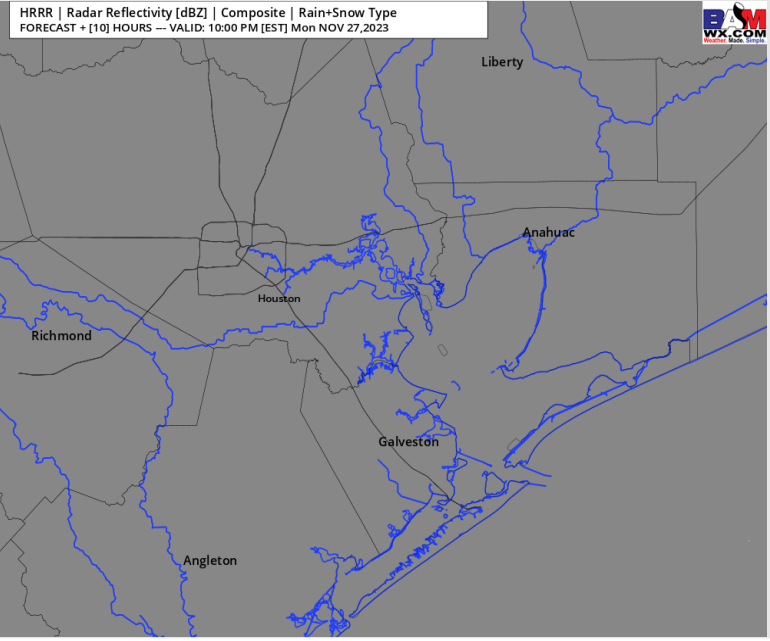 HRRR | Radar Reflectivity [dBZ] | Composite | Rain+Snow Type
FORECAST + [10] HOURS --- VALID: 10:00 PM [EST] Mon NOV 27,2023
BAM
WX.COM
Weather. Made. Simple.
Liberty
Anahuac
Houston
Richmond
Galveston
Angleton